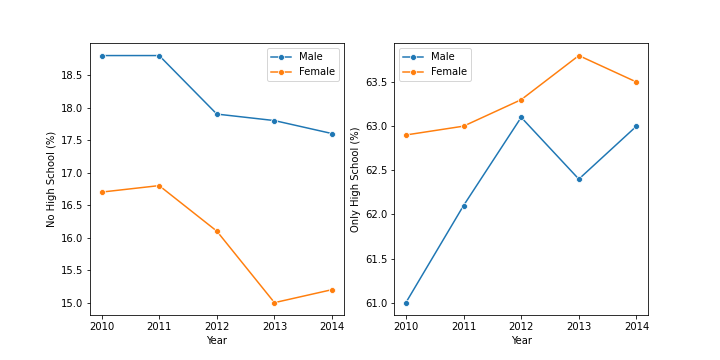 Male
Female
18.5
18.0
17.5
17.0
16.5
16.0
15.5
15.0
No High School (%)
2010 2011 2012 2013 2014
Year
Male
Female
63.5
63.0
62.5
62.0
61.5
61.0
Only High School (%)
2010 2011 2012 2013 2014
Year